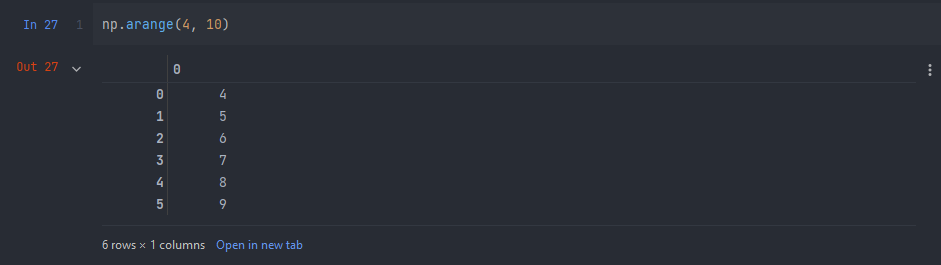 In 27 1 np.arange(4, 10)
Out 27
0
0 4
1 5
2 6
3 7
4 8
5 9
6 rows × 1 columns Open in new tab